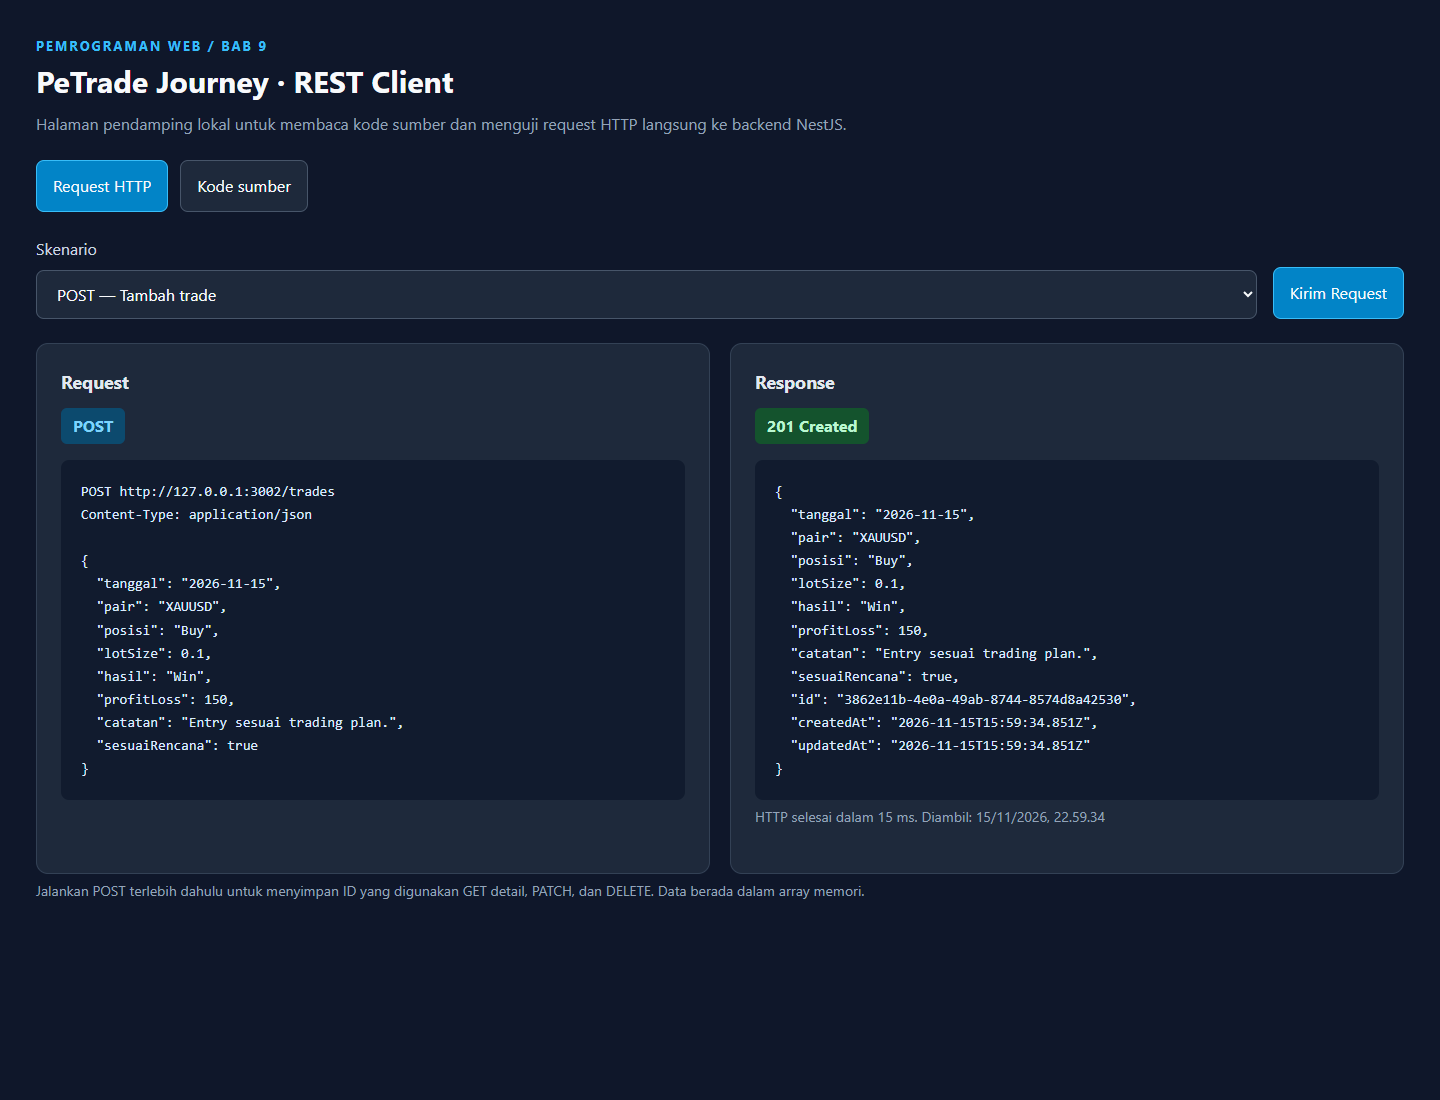 PEMROGRAMAN WEB / BAB 9
PeTrade Journey · REST Client
Halaman pendamping lokal untuk membaca kode sumber dan menguji request HTTP langsung ke backend NestJS.
Request HTTP
Kode sumber
Skenario
POST — Tambah trade
Kirim Request
Request
POST
POST http://127.0.0.1:3002/trades
Content-Type: application/json
{
  "tanggal": "2026-11-15",
  "pair": "XAUUSD",
  "posisi": "Buy",
  "lotSize": 0.1,
  "hasil": "Win",
  "profitLoss": 150,
  "catatan": "Entry sesuai trading plan.",
  "sesuaiRencana": true
}
Response
201 Created
{
  "tanggal": "2026-11-15",
  "pair": "XAUUSD",
  "posisi": "Buy",
  "lotSize": 0.1,
  "hasil": "Win",
  "profitLoss": 150,
  "catatan": "Entry sesuai trading plan.",
  "sesuaiRencana": true,
  "id": "3862e11b-4e0a-49ab-8744-8574d8a42530",
  "createdAt": "2026-11-15T15:59:34.851Z",
  "updatedAt": "2026-11-15T15:59:34.851Z"
}
HTTP selesai dalam 15 ms. Diambil: 15/11/2026, 22.59.34
Jalankan POST terlebih dahulu untuk menyimpan ID yang digunakan GET detail, PATCH, dan DELETE. Data berada dalam array memori.